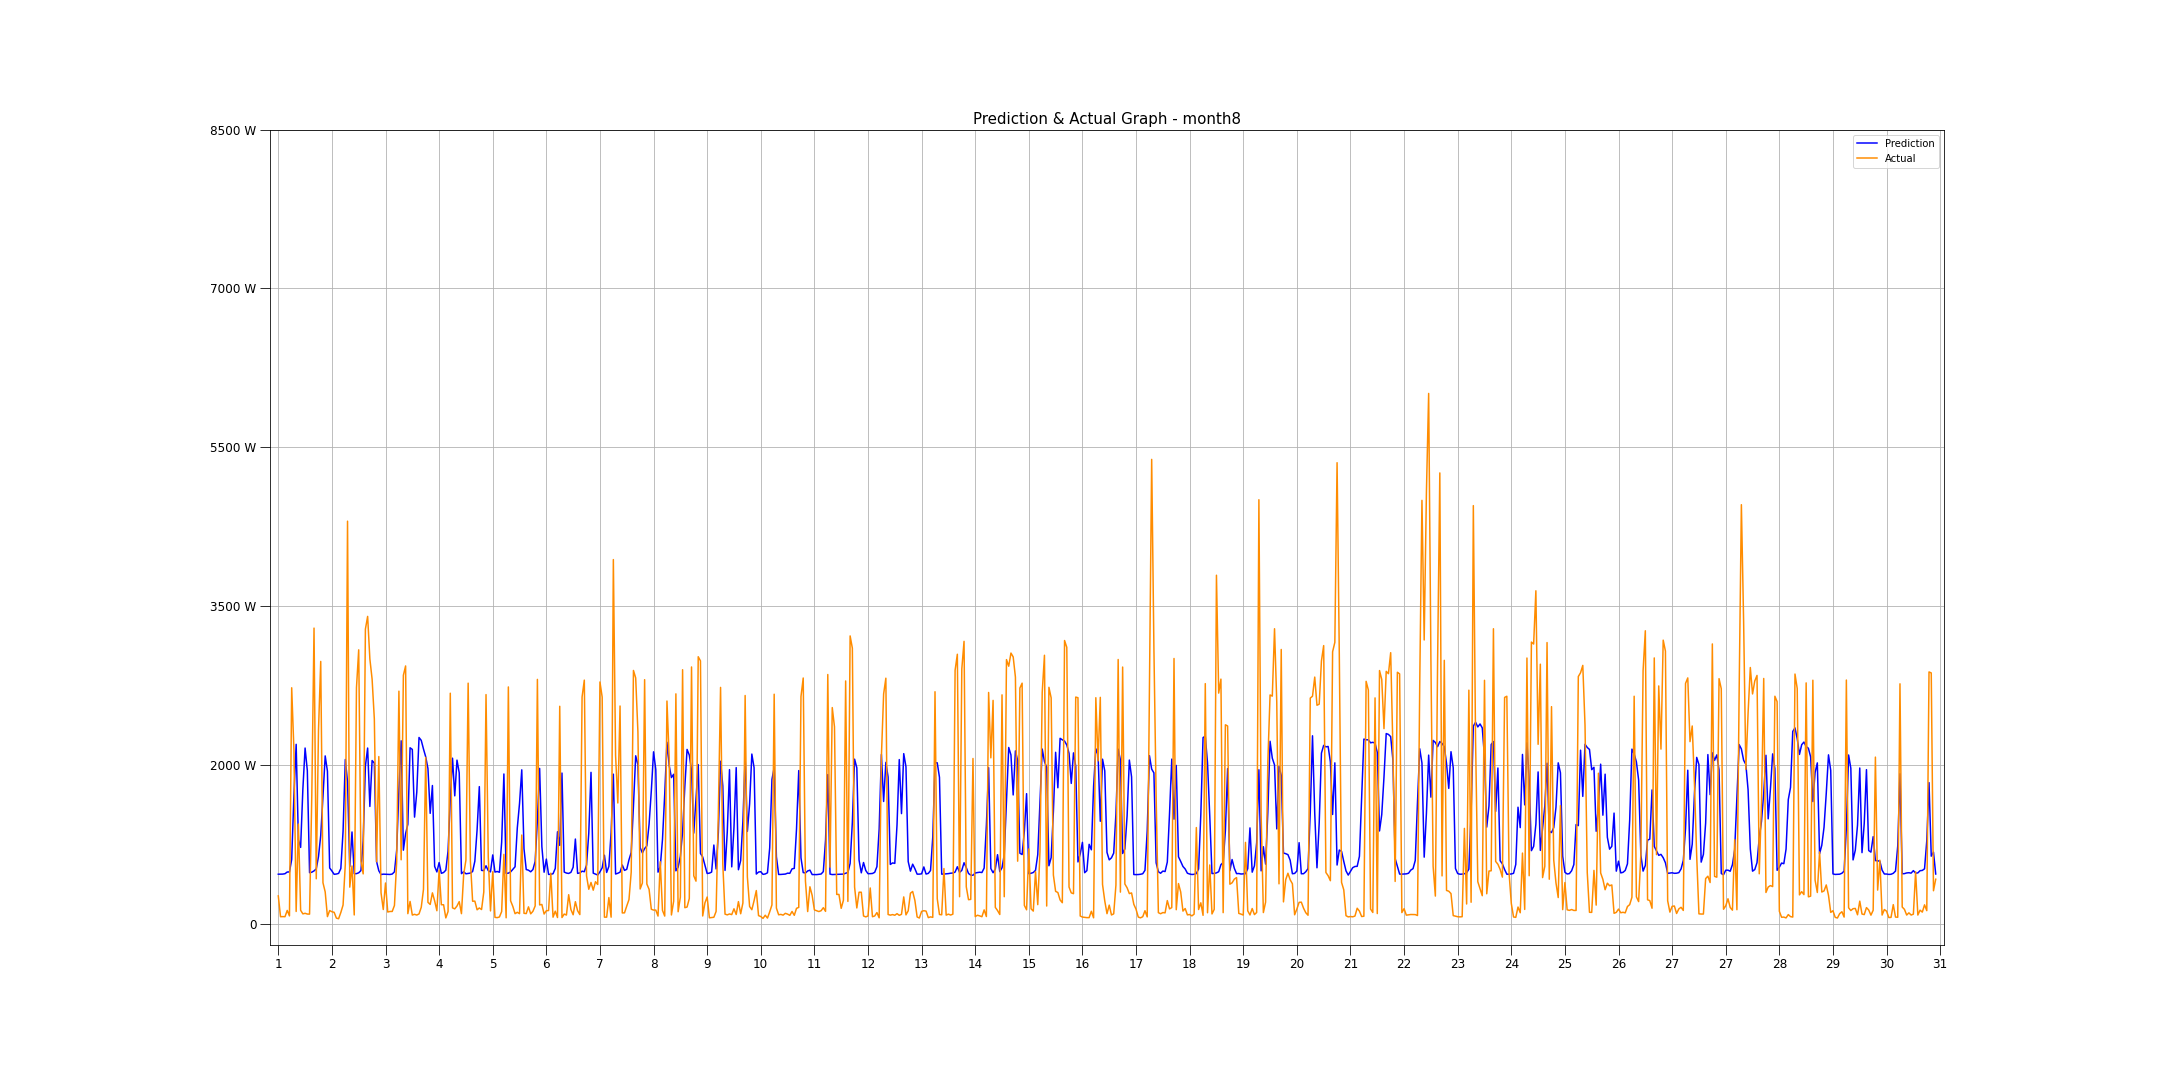 Prediction & Actual Graph - month8
8500 W
7000 W
5500 W
3500 W
2000 W
0
Prediction
Actual
1 2 3 4 5 6 7 8 9 10 11 12 13 14 15 16 17 18 19 20 21 22 23 24 25 26 27 27 28 29 30 31